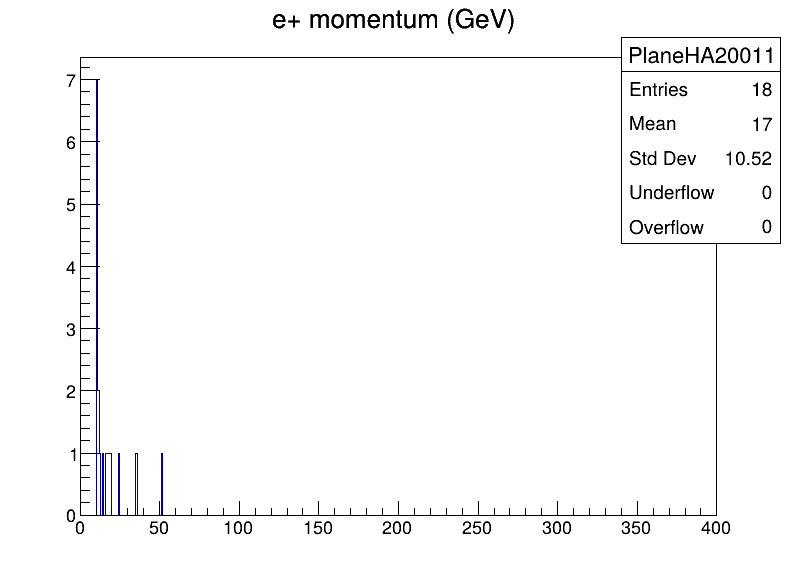 e+ momentum (GeV)
PlaneHA20011
Entries 18
Mean 17
Std Dev 10.52
Underflow 0
Overflow 0
7
6
5
4
3
2
1
0
0 50 100 150 200 250 300 350 400